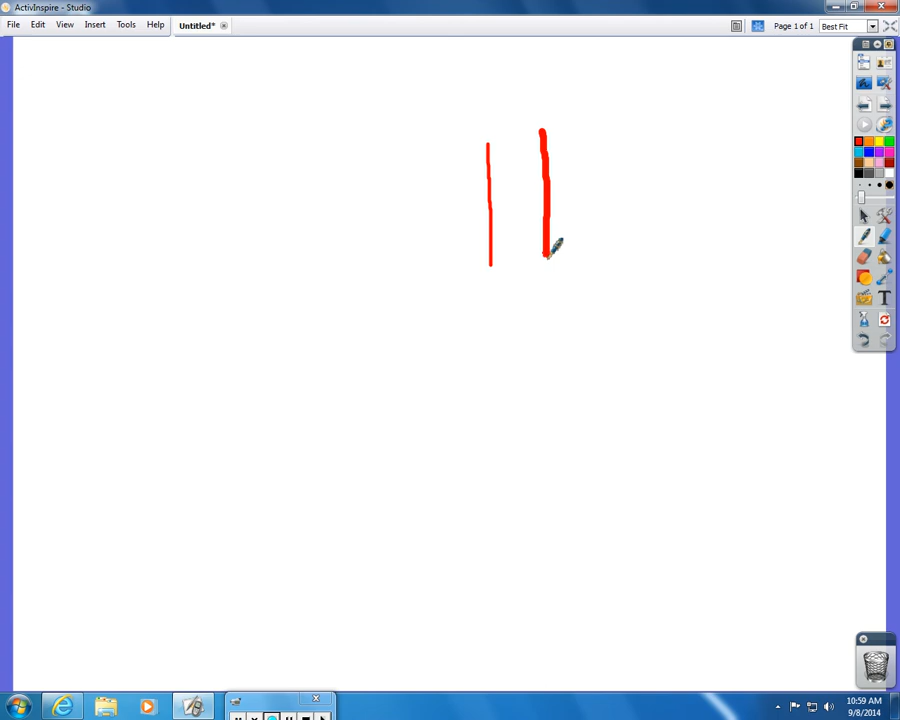 ActivInspire - Studio
File Edit View Insert Tools Help Untitled* Page 1 of 1 Best Fit
T
10:59 AM
9/8/2014